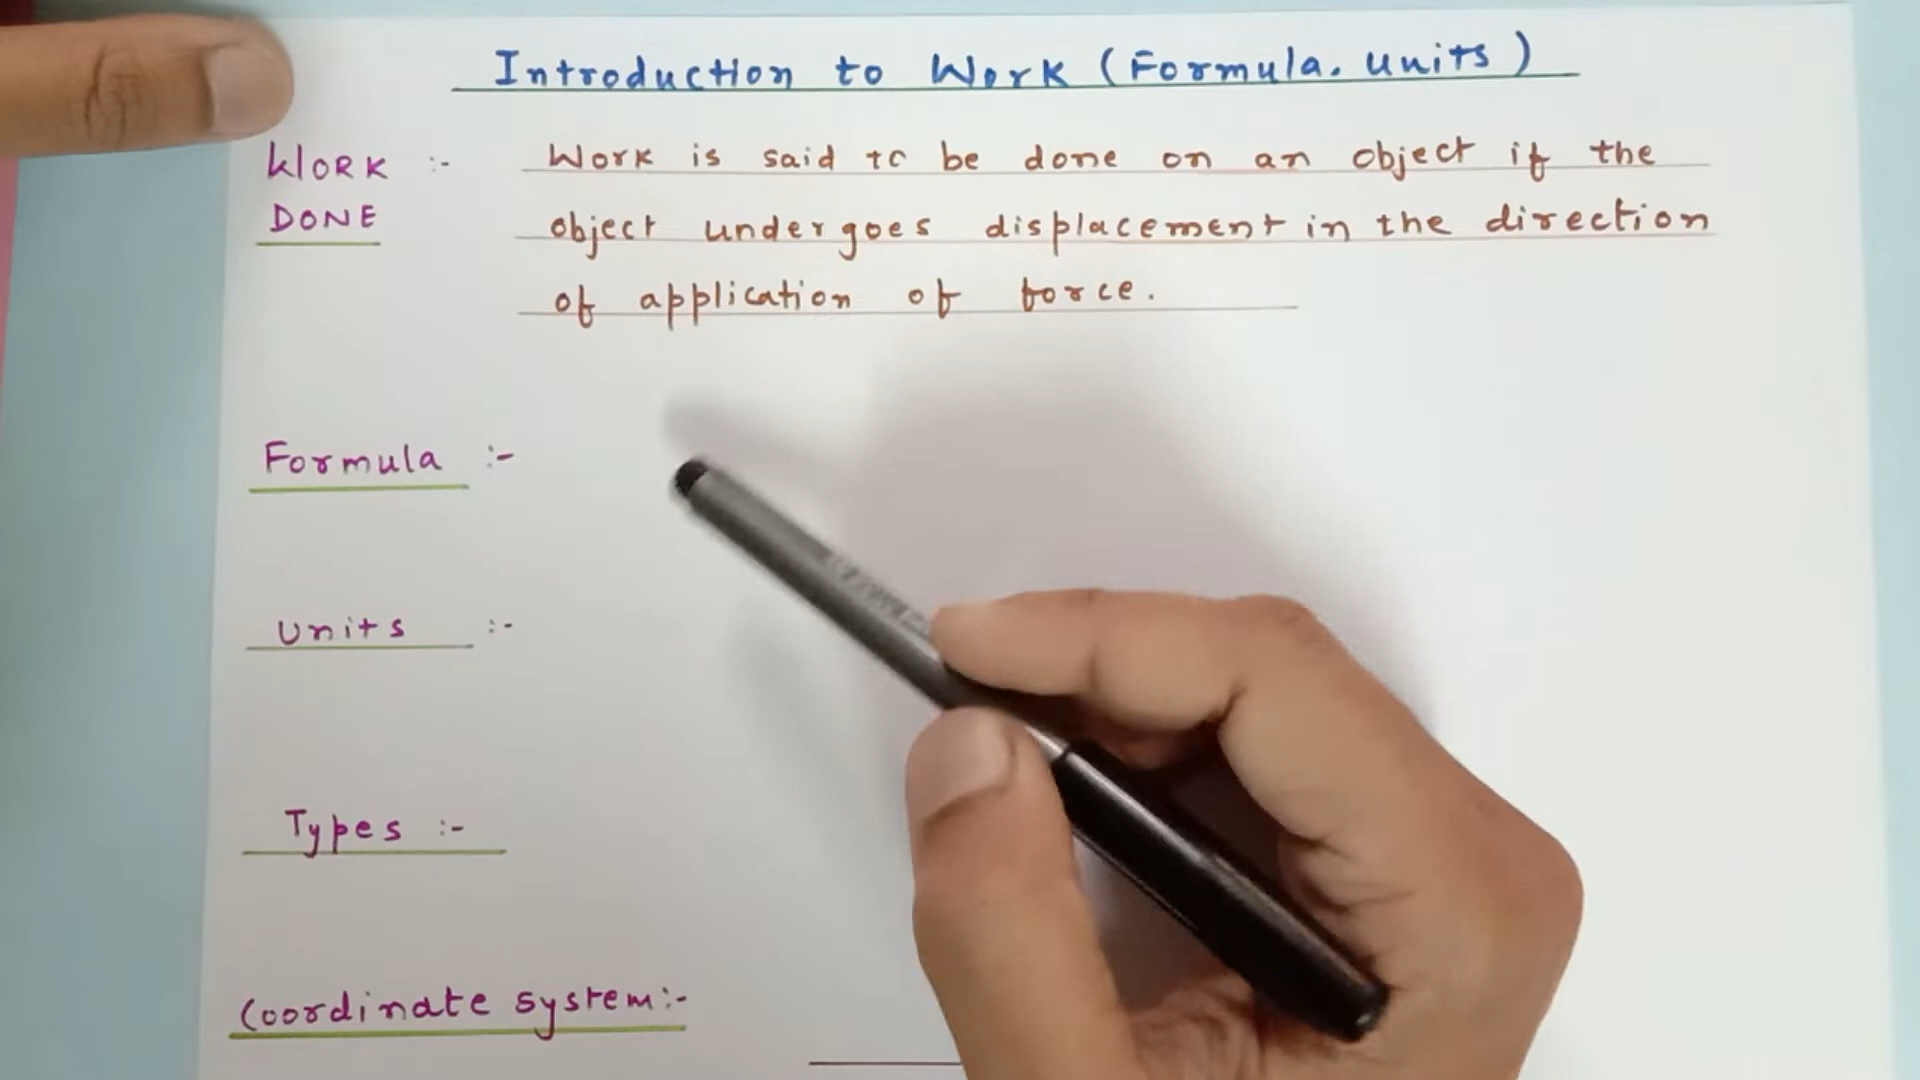 Introduction to Work (Formula, Units)
WORK :- Work is said to be done on an object if the
DONE object undergoes displacement in the direction
of application of force.
Formula :-
Units :-
Types :-
Coordinate system:-